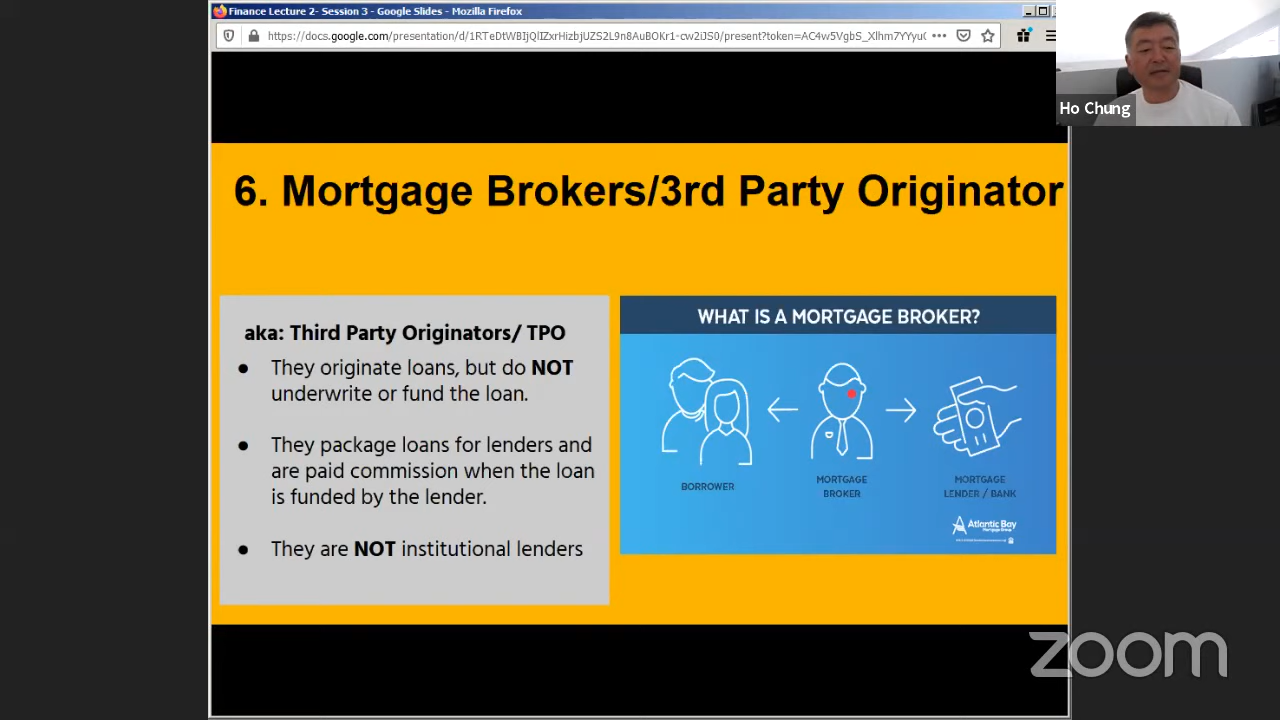 Finance Lecture 2- Session 3 - Google Slides - Mozilla Firefox
Ho Chung
6. Mortgage Brokers/3rd Party Originator
aka: Third Party Originators/ TPO
● They originate loans, but do NOT
underwrite or fund the loan.
● They package loans for lenders and
are paid commission when the loan
is funded by the lender.
● They are NOT institutional lenders
WHAT IS A MORTGAGE BROKER?
BORROWER
MORTGAGE
BROKER
MORTGAGE
LENDER / BANK
Atlantic Bay
Mortgage Group
zoom